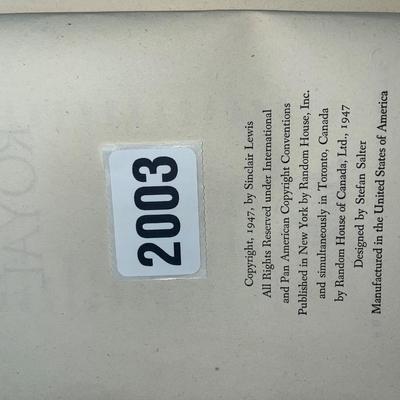 2003
Copyright, 1947, by Sinclair Lewis
All Rights Reserved under International
and Pan American Copyright Conventions
Published in New York by Random House, Inc.
and simultaneously in Toronto, Canada
by Random House of Canada, Ltd., 1947
Designed by Stefan Salter
Manufactured in the United States of America